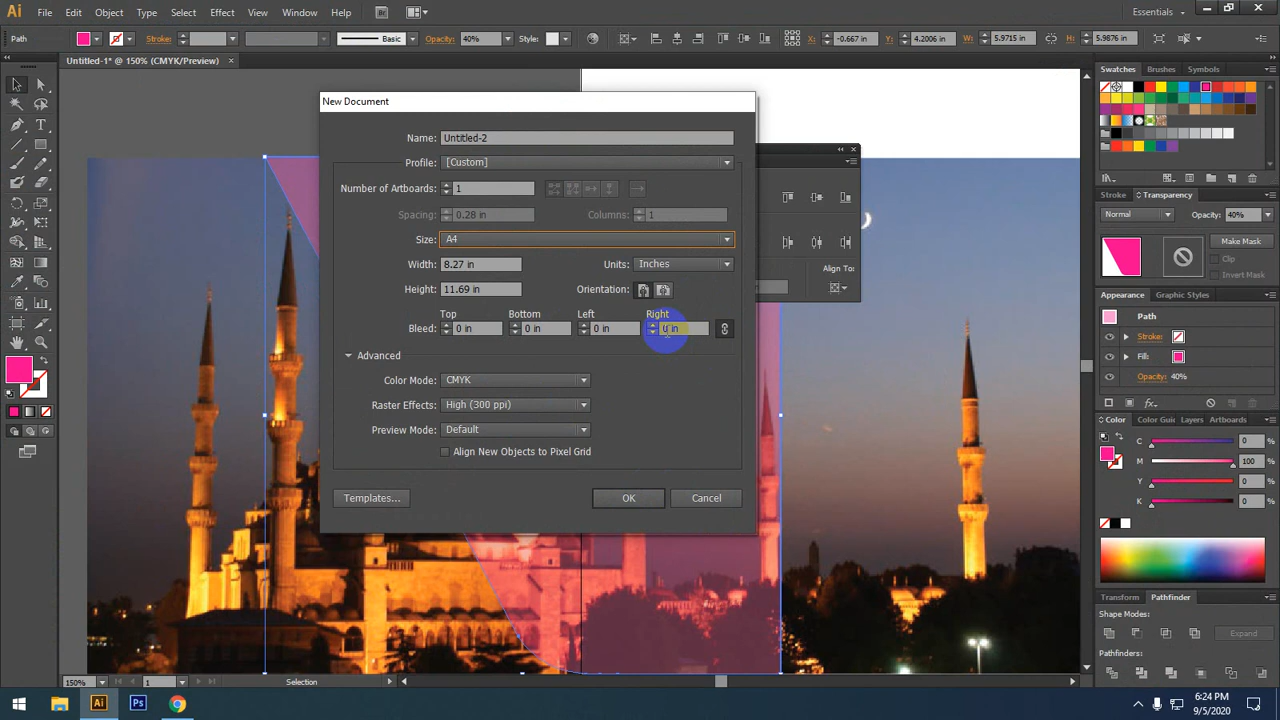 Ai File Edit Object Type Select Effect View Window Help Br Essentials
Path Stroke: Basic Opacity: 40% Style: X: -0.667 in Y: 4.2006 in W: 5.9715 in H: 5.9876 in
Untitled-1* @ 150% (CMYK/Preview)
New Document
Name: Untitled-2
Profile: [Custom]
Number of Artboards: 1
Spacing: 0.28 in Columns: 1
Size: A4
Width: 8.27 in Units: Inches
Height: 11.69 in Orientation:
Top Bottom Left Right
Bleed: 0 in 0 in 0 in 0 in
Advanced
Color Mode: CMYK
Raster Effects: High (300 ppi)
Preview Mode: Default
Align New Objects to Pixel Grid
Templates... OK Cancel
Align To:
Swatches Brushes Symbols
Stroke Transparency
Normal Opacity: 40%
Make Mask
Clip
Invert Mask
Appearance Graphic Styles
Path
Stroke:
Fill:
Opacity: 40%
Color Color Guid Layers Artboards
C 0 %
M 100 %
Y 0 %
K 0 %
Transform Pathfinder
Shape Modes:
Expand
Pathfinders:
150% 1 Selection
Ai Ps
6:24 PM
9/5/2020